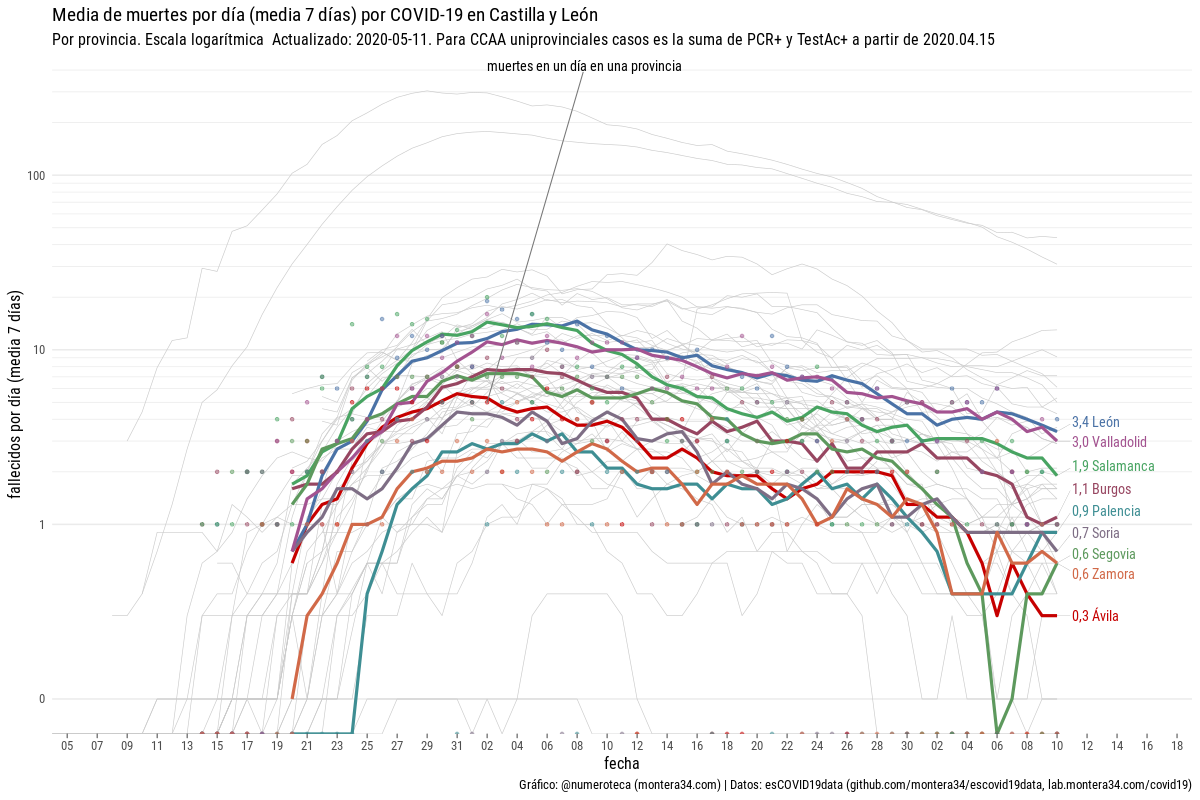 Media de muertes por día (media 7 días) por COVID-19 en Castilla y León
Por provincia. Escala logarítmica  Actualizado: 2020-05-11. Para CCAA uniprovinciales casos es la suma de PCR+ y TestAc+ a partir de 2020.04.15
muertes en un día en una provincia
fallecidos por día (media 7 días)
100
10
1
0
3,4 León
3,0 Valladolid
1,9 Salamanca
1,1 Burgos
0,9 Palencia
0,7 Soria
0,6 Segovia
0,6 Zamora
0,3 Ávila
05 07 09 11 13 15 17 19 21 23 25 27 29 31 02 04 06 08 10 12 14 16 18 20 22 24 26 28 30 02 04 06 08 10 12 14 16 18
fecha
Gráfico: @numeroteca (montera34.com) | Datos: esCOVID19data (github.com/montera34/escovid19data, lab.montera34.com/covid19)